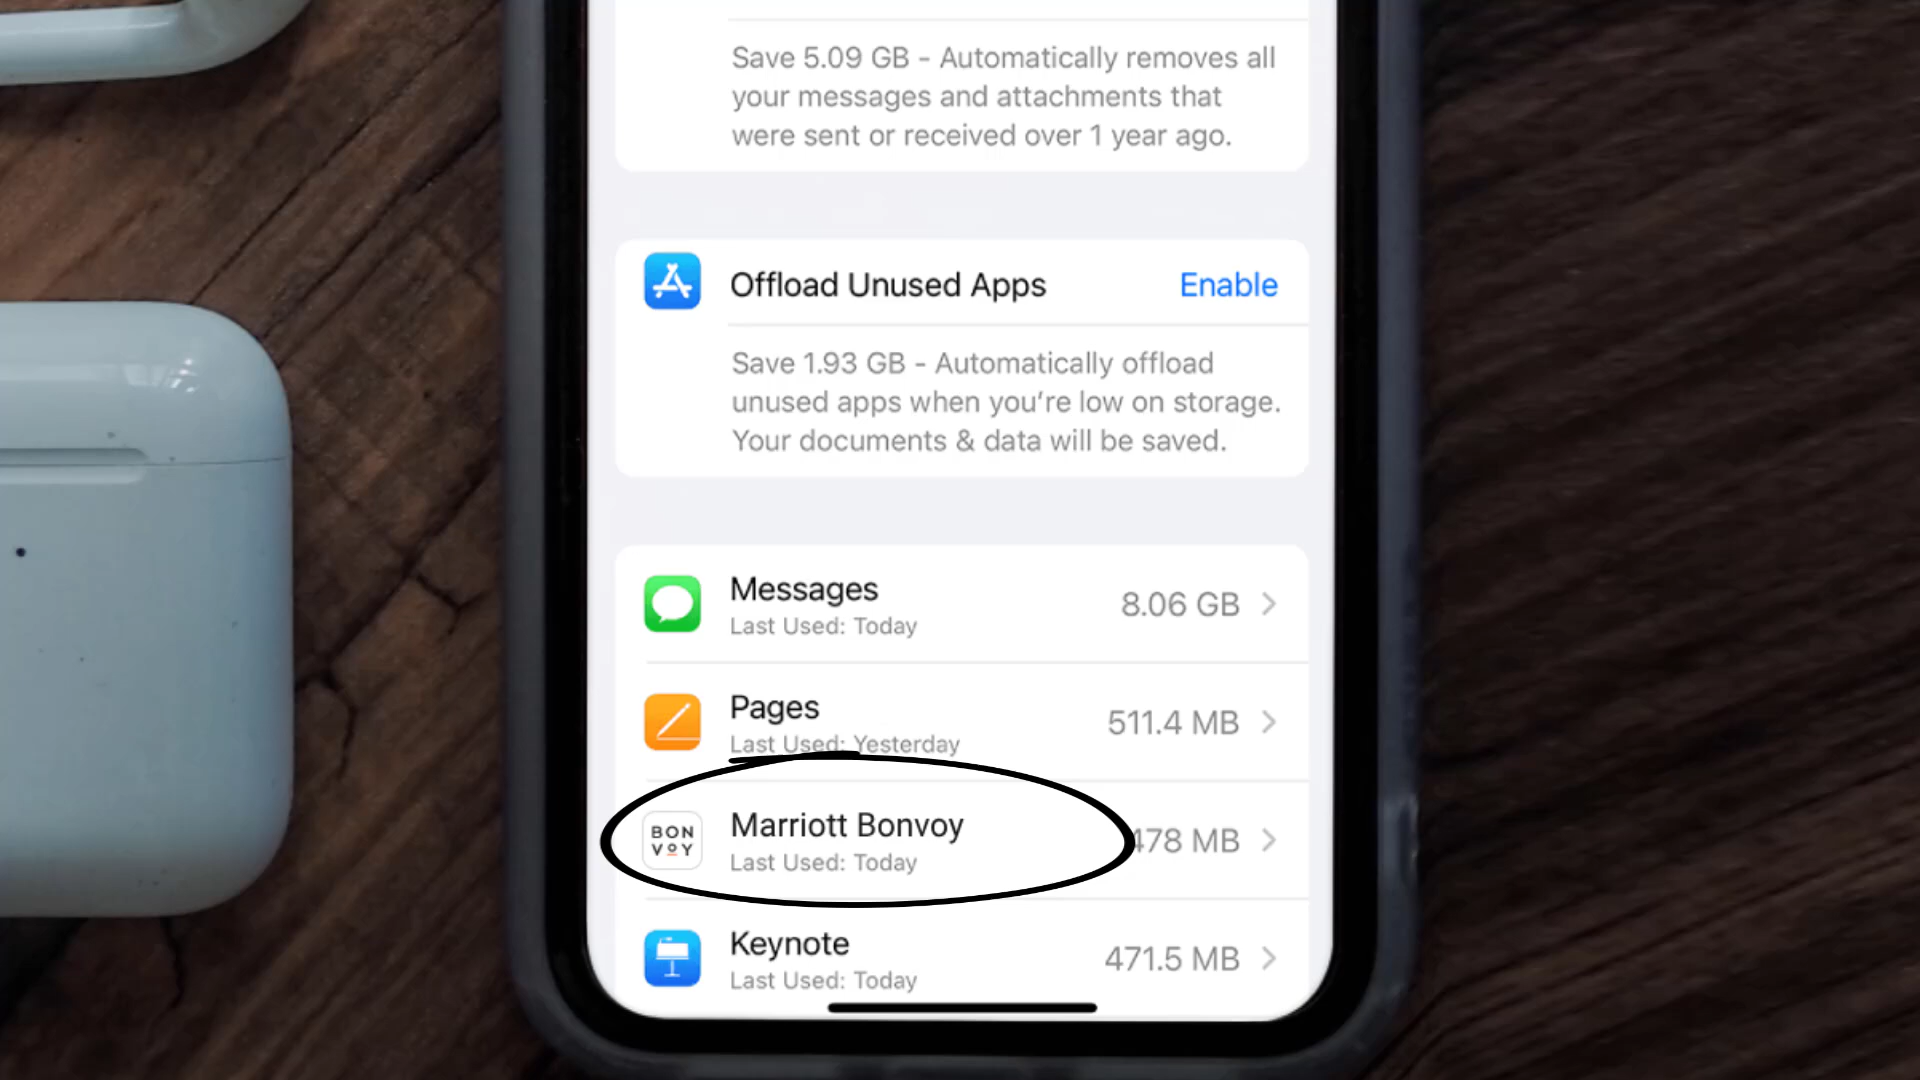 Save 5.09 GB - Automatically removes all
your messages and attachments that
were sent or received over 1 year ago.
Offload Unused Apps Enable
Save 1.93 GB - Automatically offload
unused apps when you're low on storage.
Your documents & data will be saved.
Messages 8.06 GB
Last Used: Today
Pages 511.4 MB
Last Used: Yesterday
BON
VOY
Marriott Bonvoy 478 MB
Last Used: Today
Keynote 471.5 MB
Last Used: Today